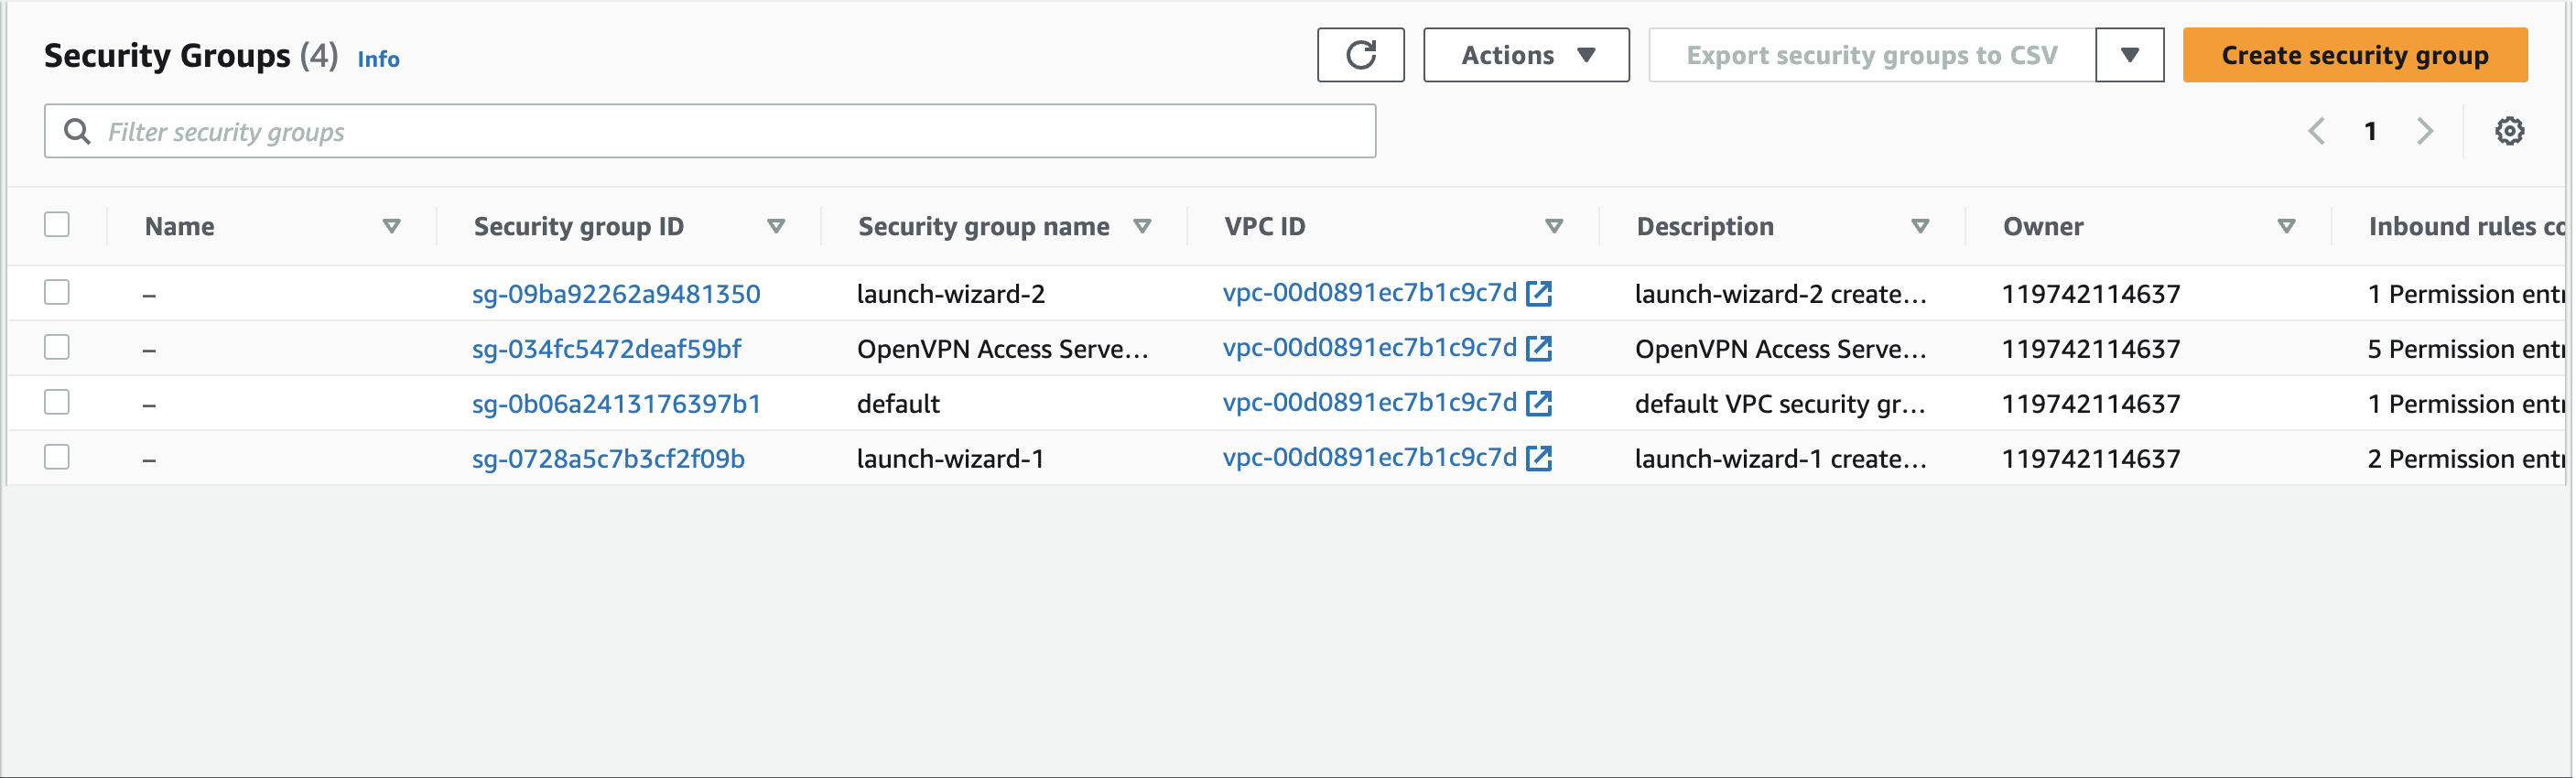 Security Groups (4) Info
Actions
Export security groups to CSV
Create security group
Filter security groups
1
Name Security group ID Security group name VPC ID Description Owner Inbound rules co
– sg-09ba92262a9481350 launch-wizard-2 vpc-00d0891ec7b1c9c7d launch-wizard-2 create... 119742114637 1 Permission entr
– sg-034fc5472deaf59bf OpenVPN Access Serve... vpc-00d0891ec7b1c9c7d OpenVPN Access Serve... 119742114637 5 Permission entr
– sg-0b06a2413176397b1 default vpc-00d0891ec7b1c9c7d default VPC security gr... 119742114637 1 Permission entr
– sg-0728a5c7b3cf2f09b launch-wizard-1 vpc-00d0891ec7b1c9c7d launch-wizard-1 create... 119742114637 2 Permission entr